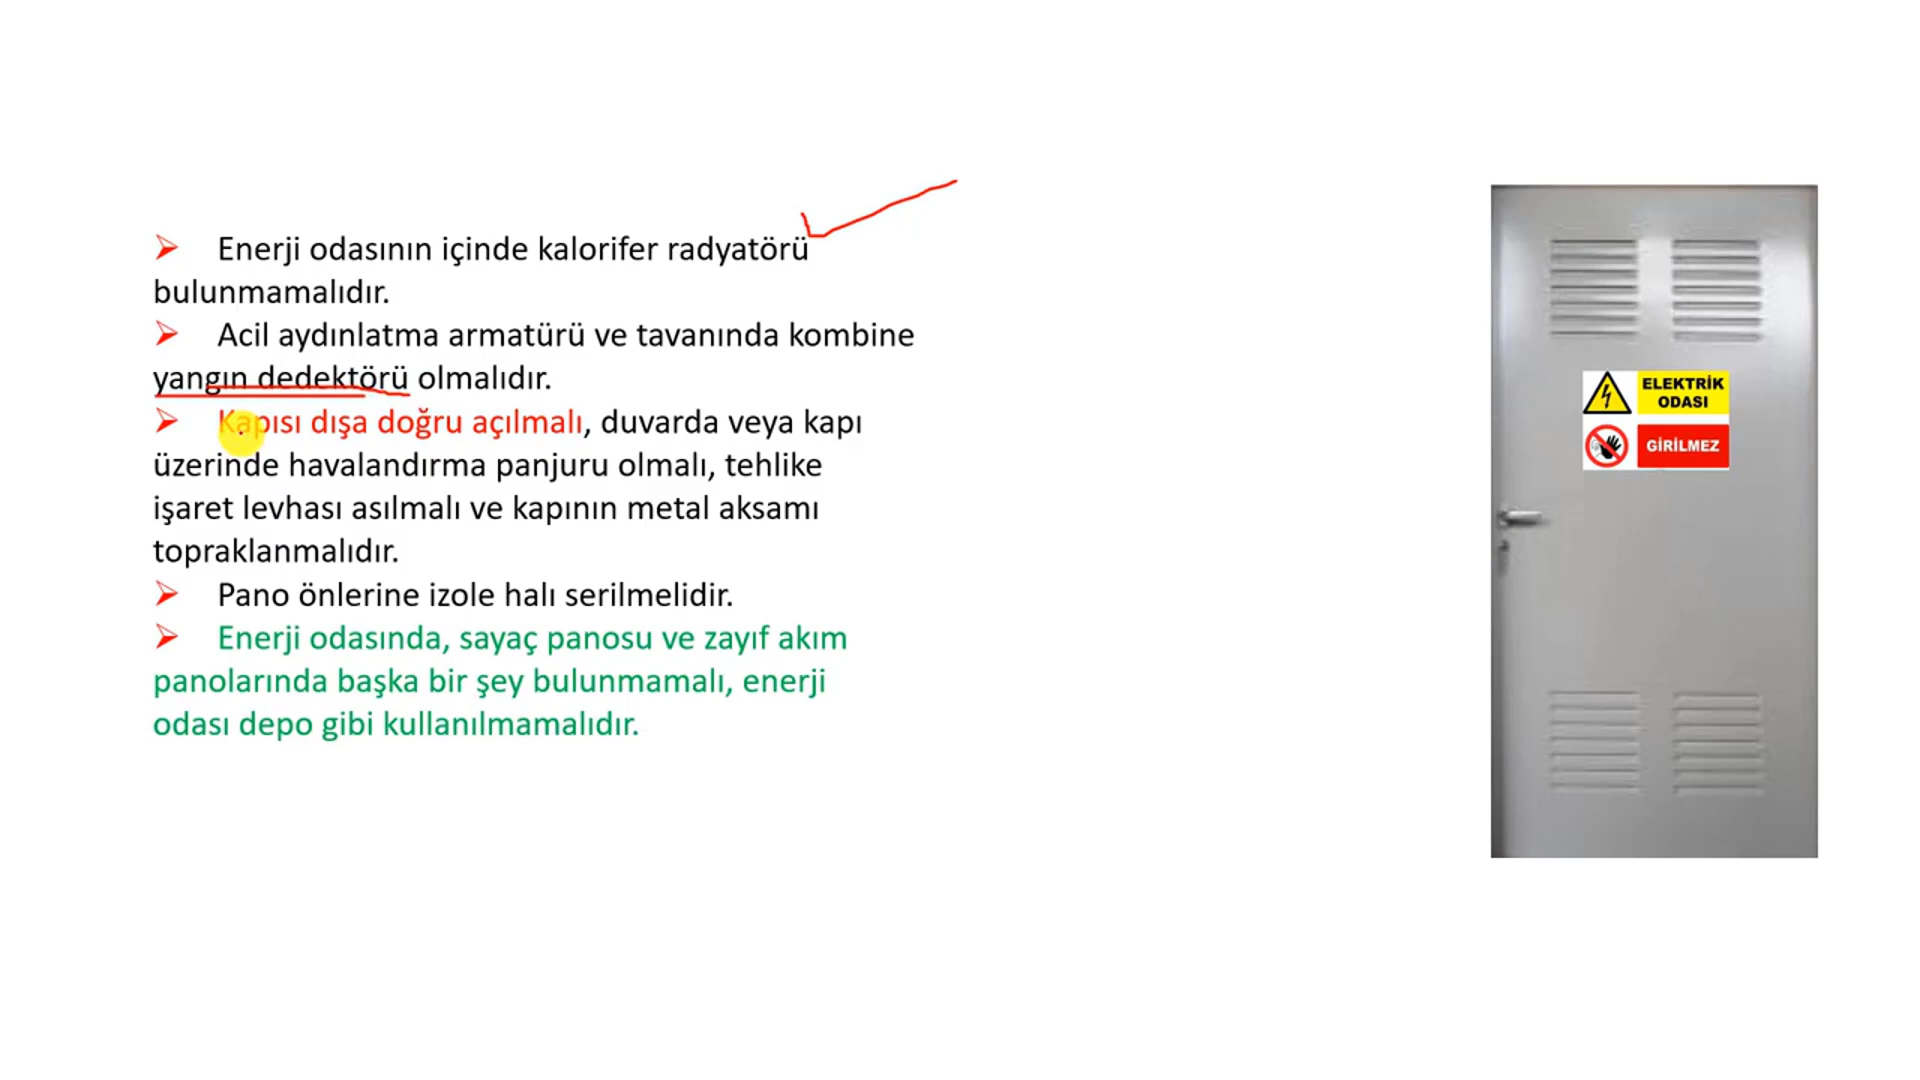 Enerji odasının içinde kalorifer radyatörü
bulunmamalıdır.
Acil aydınlatma armatürü ve tavanında kombine
yangın dedektörü olmalıdır.
Kapısı dışa doğru açılmalı, duvarda veya kapı
üzerinde havalandırma panjuru olmalı, tehlike
işaret levhası asılmalı ve kapının metal aksamı
topraklanmalıdır.
Pano önlerine izole halı serilmelidir.
Enerji odasında, sayaç panosu ve zayıf akım
panolarında başka bir şey bulunmamalı, enerji
odası depo gibi kullanılmamalıdır.
ELEKTRİK
ODASI
GİRİLMEZ